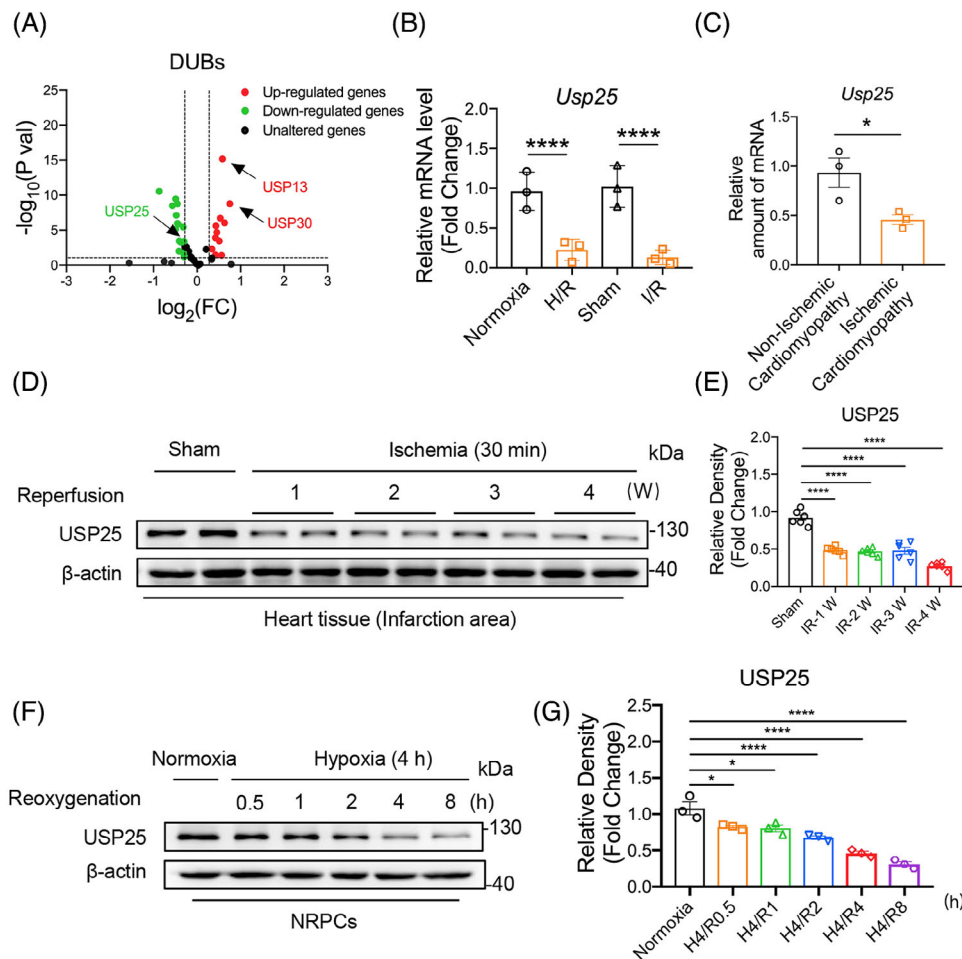 (A)
DUBs
Up-regulated genes
Down-regulated genes
Unaltered genes
25
20
15
10
5
0
-log10(P val)
USP13
USP25
USP30
-3
-2
-1
0
1
2
3
log2(FC)
(B)
Usp25
Relative mRNA level
(Fold Change)
2.0
1.5
1.0
0.5
0.0
****
****
Normoxia
H/R
Sham
I/R
(C)
Usp25
Relative
amount of mRNA
1.5
1.0
0.5
0.0
*
Non-Ischemic
Cardiomyopathy
Ischemic
Cardiomyopathy
(D)
Sham
Ischemia (30 min)
kDa
Reperfusion
1
2
3
4
(W)
USP25
-130
β-actin
-40
Heart tissue (Infarction area)
(E)
USP25
Relative Density
(Fold Change)
2.0
1.5
1.0
0.5
0.0
****
****
****
****
Sham
IR-1 W
IR-2 W
IR-3 W
IR-4 W
(F)
Normoxia
Hypoxia (4 h)
kDa
Reoxygenation
0.5
1
2
4
8
(h)
USP25
-130
β-actin
-40
NRPCs
(G)
USP25
Relative Density
(Fold Change)
2.5
2.0
1.5
1.0
0.5
0.0
****
****
****
*
*
Normoxia
H4/R0.5
H4/R1
H4/R2
H4/R4
H4/R8
(h)